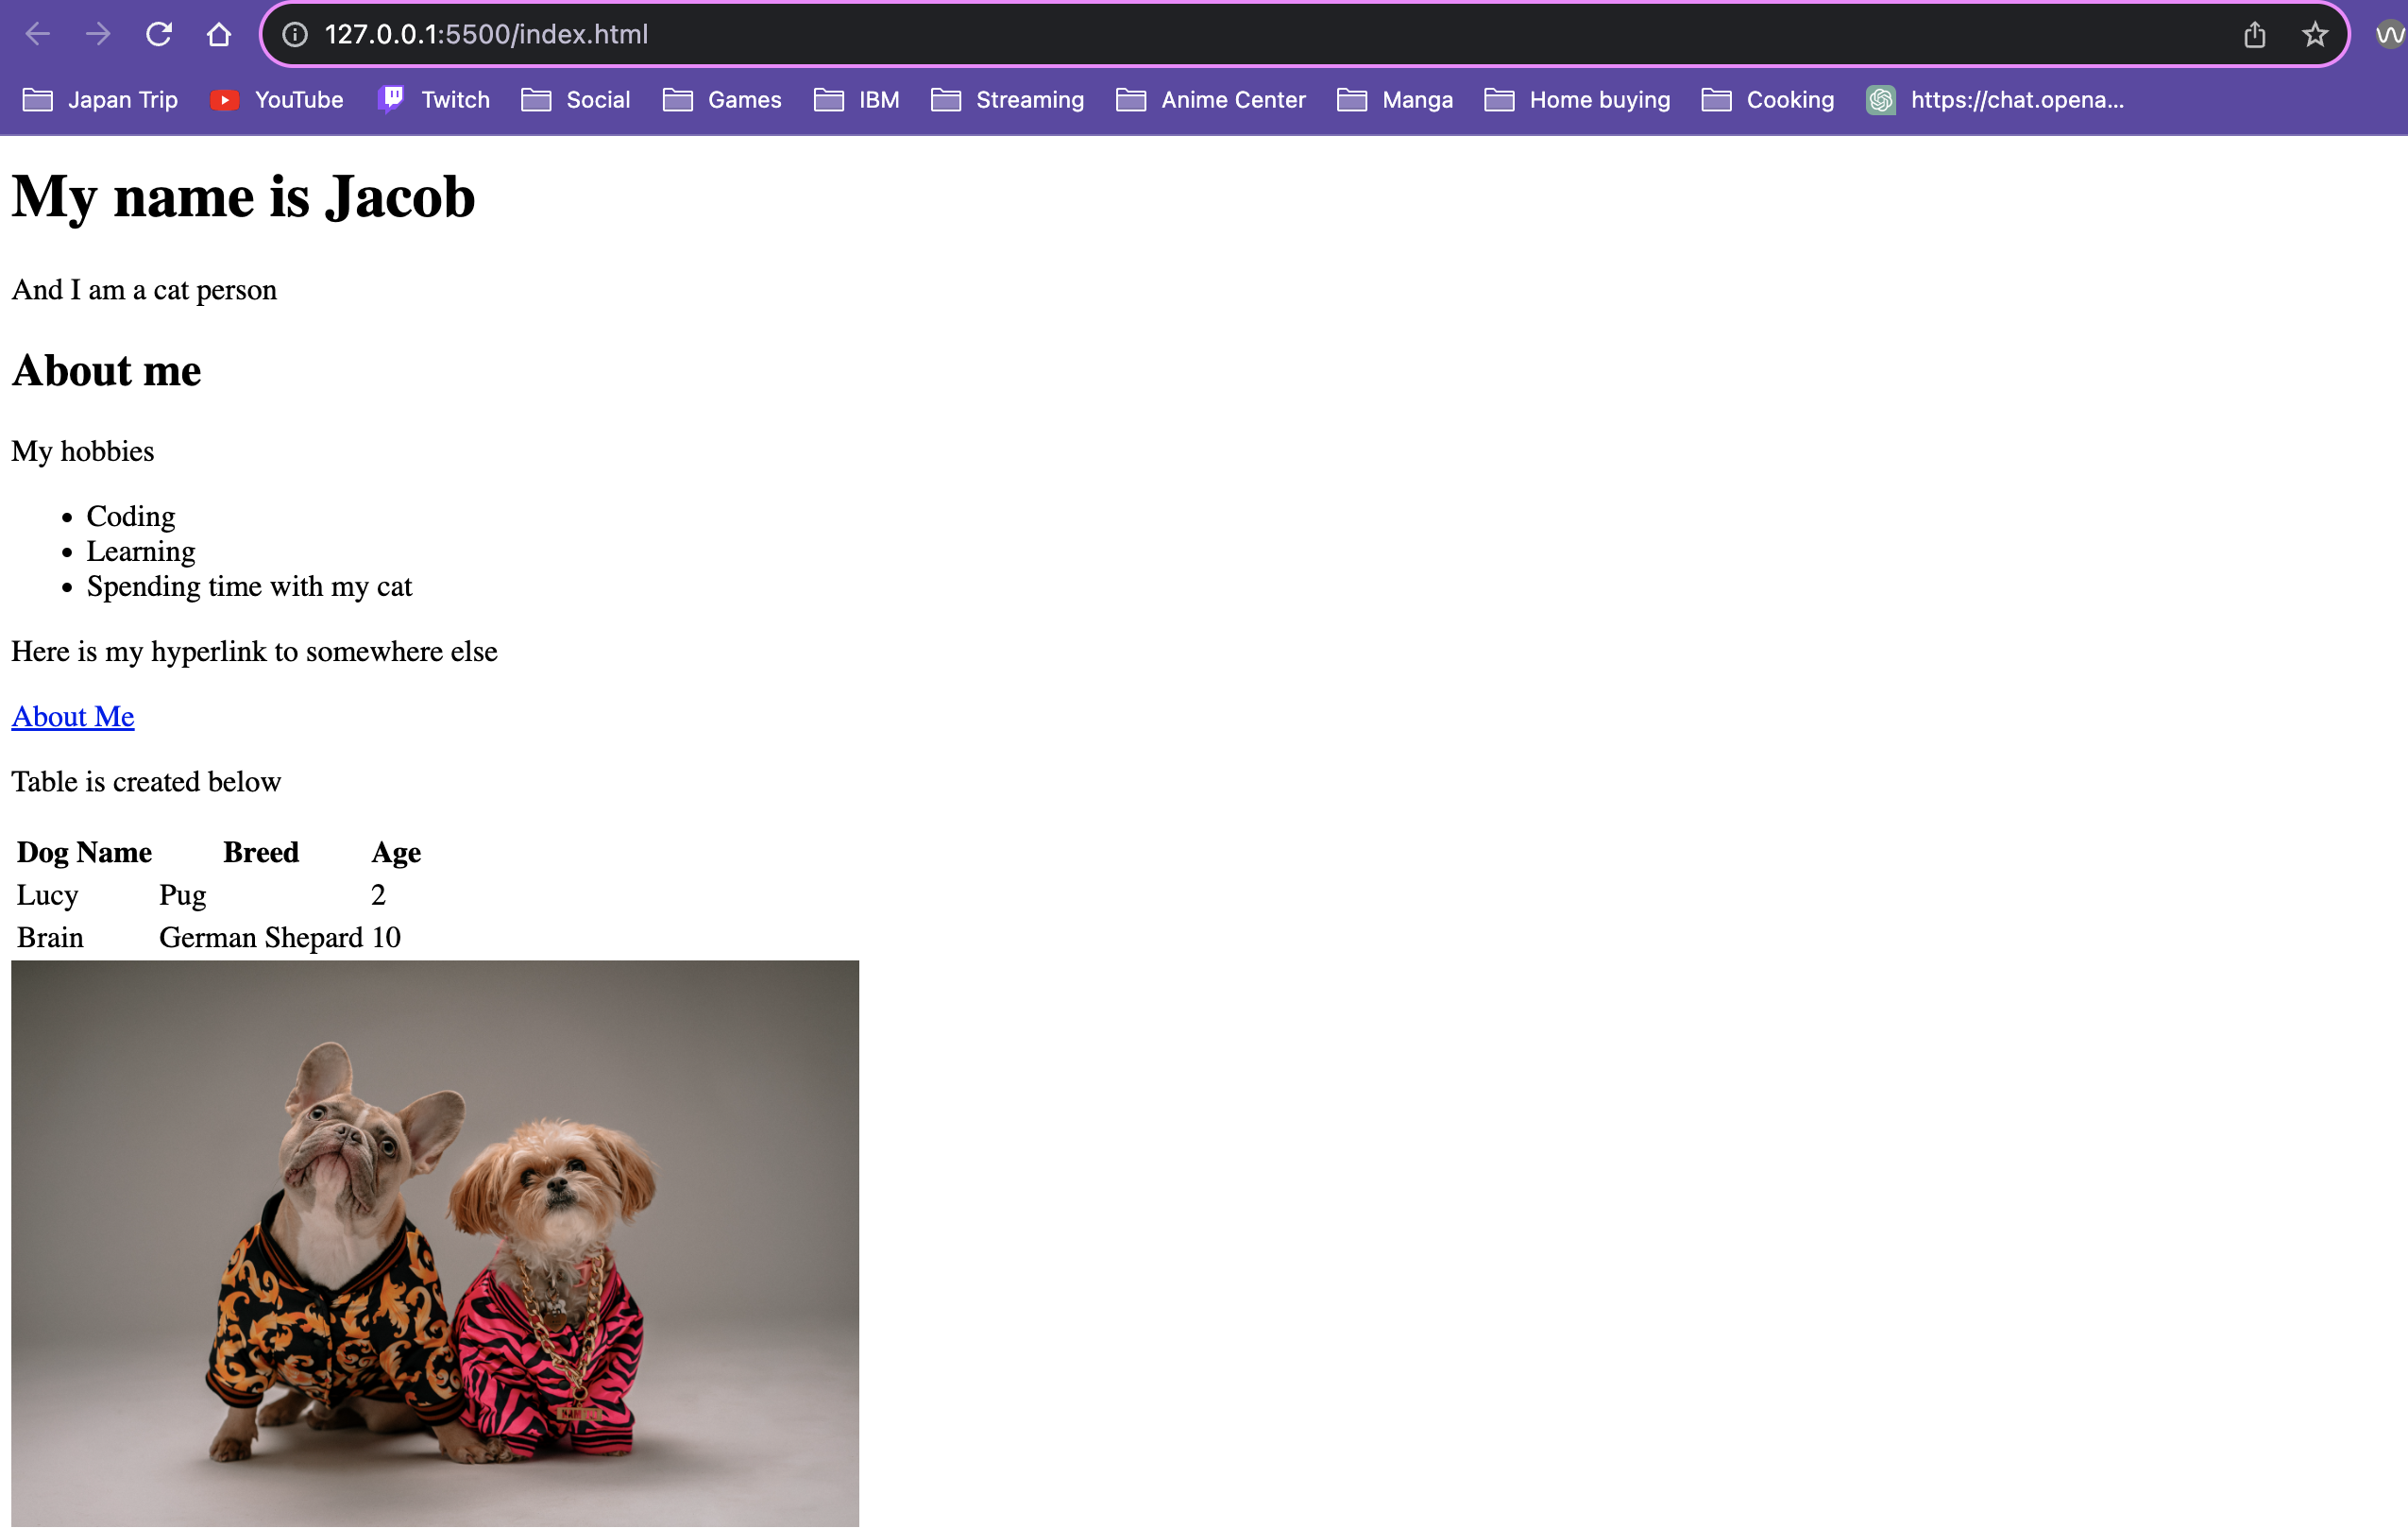 127.0.0.1:5500/index.html
Japan Trip YouTube Twitch Social Games IBM Streaming Anime Center Manga Home buying Cooking https://chat.opena...
My name is Jacob
And I am a cat person
About me
My hobbies
• Coding
• Learning
• Spending time with my cat
Here is my hyperlink to somewhere else
About Me
Table is created below
Dog Name Breed Age
Lucy Pug 2
Brain German Shepard 10